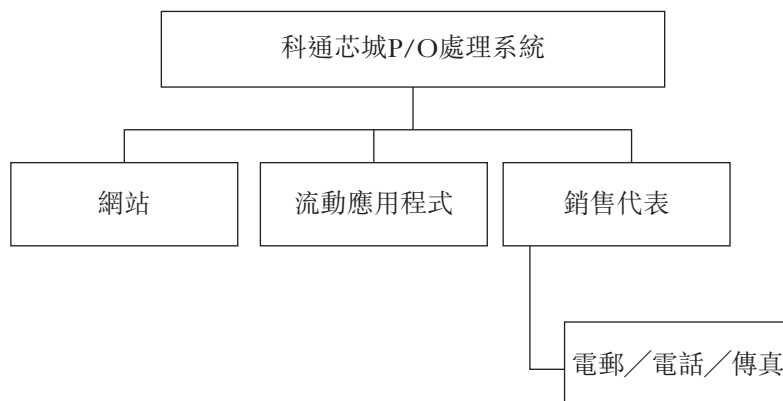 科通芯城P/O處理系統
網站
流動應用程式
銷售代表
電郵／電話／傳真